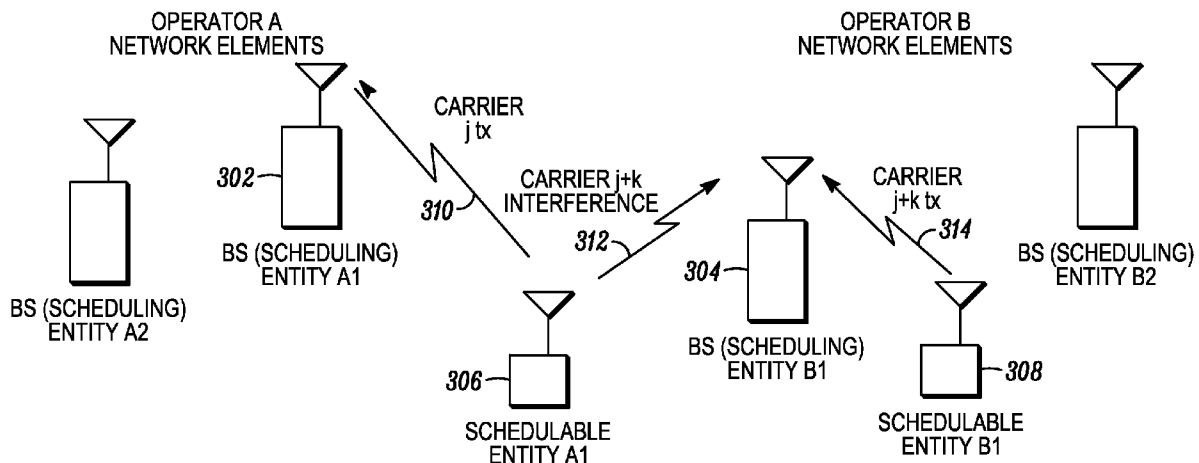 OPERATOR A
NETWORK ELEMENTS
OPERATOR B
NETWORK ELEMENTS
CARRIER
j tx
302
310
CARRIER j+k
INTERFERENCE
312
CARRIER
j+k tx
314
304
BS (SCHEDULING)
ENTITY A2
BS (SCHEDULING)
ENTITY A1
BS (SCHEDULING)
ENTITY B1
BS (SCHEDULING)
ENTITY B2
306
308
SCHEDULABLE
ENTITY A1
SCHEDULABLE
ENTITY B1